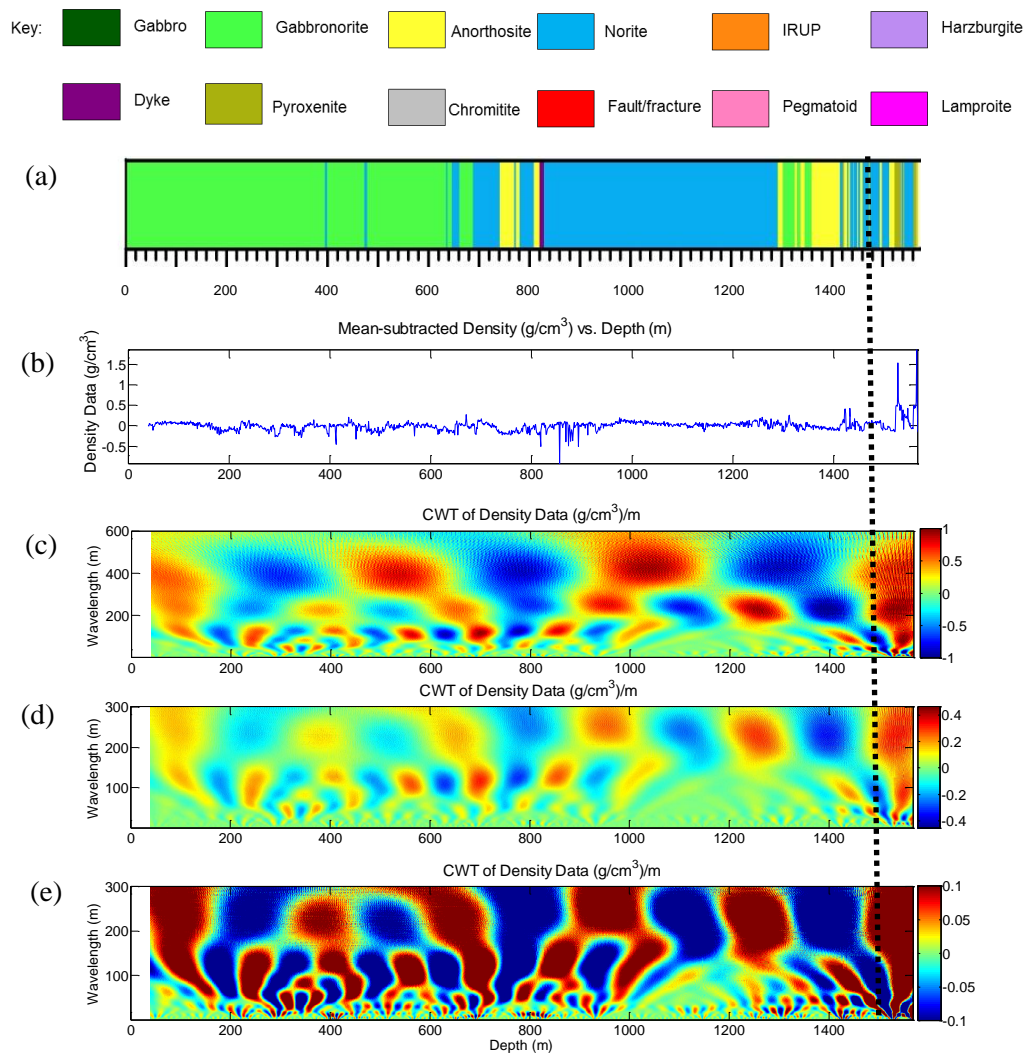 Key: Gabbro Gabbronorite Anorthosite Norite IRUP Harzburgite
Dyke Pyroxenite Chromitite Fault/fracture Pegmatoid Lamproite
(a)
0 200 400 600 800 1000 1200 1400
Mean-subtracted Density (g/cm³) vs. Depth (m)
(b)
Density Data (g/cm³)
1.5
1
0.5
0
-0.5
0 200 400 600 800 1000 1200 1400
CWT of Density Data (g/cm³)/m
(c)
Wavelength (m)
600
400
200
0
0 200 400 600 800 1000 1200 1400
1
0.5
0
-0.5
-1
CWT of Density Data (g/cm³)/m
(d)
Wavelength (m)
300
200
100
0 200 400 600 800 1000 1200 1400
0.4
0.2
0
-0.2
-0.4
CWT of Density Data (g/cm³)/m
(e)
Wavelength (m)
300
200
100
0
0 200 400 600 800 1000 1200 1400
Depth (m)
0.1
0.05
0
-0.05
-0.1